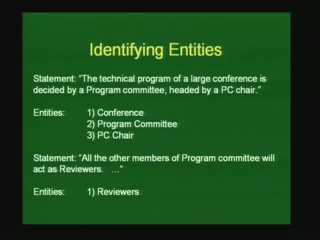 Identifying Entities
Statement: "The technical program of a large conference is
decided by a Program committee, headed by a PC chair."
Entities: 1) Conference
2) Program Committee
3) PC Chair
Statement: "All the other members of Program committee will
act as Reviewers. ..."
Entities: 1) Reviewers